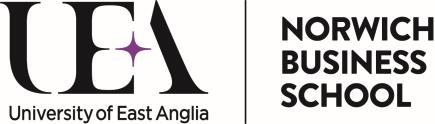 UEA
University of East Anglia
NORWICH
BUSINESS
SCHOOL